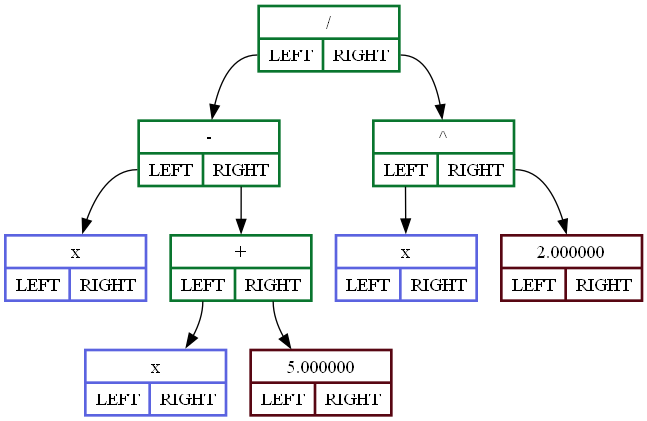 /
LEFT RIGHT
-
LEFT RIGHT
^
LEFT RIGHT
x
LEFT RIGHT
+
LEFT RIGHT
x
LEFT RIGHT
2.000000
LEFT RIGHT
x
LEFT RIGHT
5.000000
LEFT RIGHT